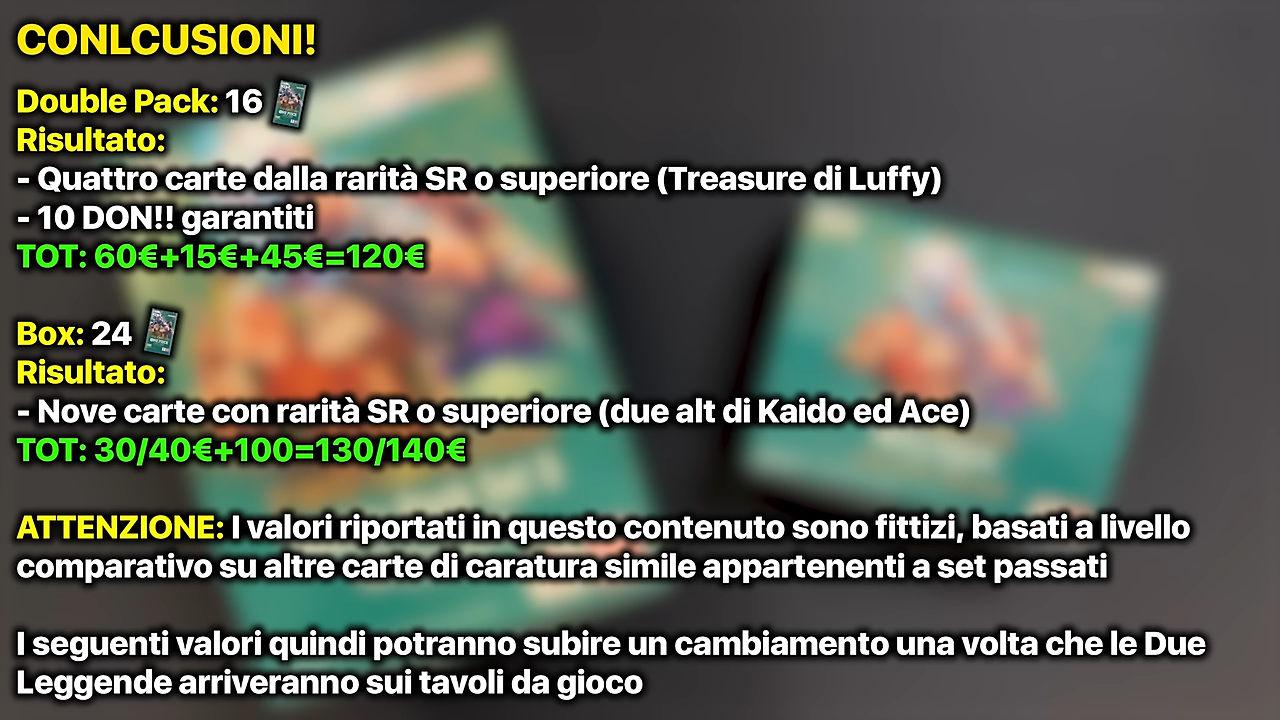 CONLCUSIONI!
Double Pack: 16
Risultato:
- Quattro carte dalla rarità SR o superiore (Treasure di Luffy)
- 10 DON!! garantiti
TOT: 60€+15€+45€=120€
Box: 24
Risultato:
- Nove carte con rarità SR o superiore (due alt di Kaido ed Ace)
TOT: 30/40€+100=130/140€
ATTENZIONE: I valori riportati in questo contenuto sono fittizi, basati a livello
comparativo su altre carte di caratura simile appartenenti a set passati
I seguenti valori quindi potranno subire un cambiamento una volta che le Due
Leggende arriveranno sui tavoli da gioco